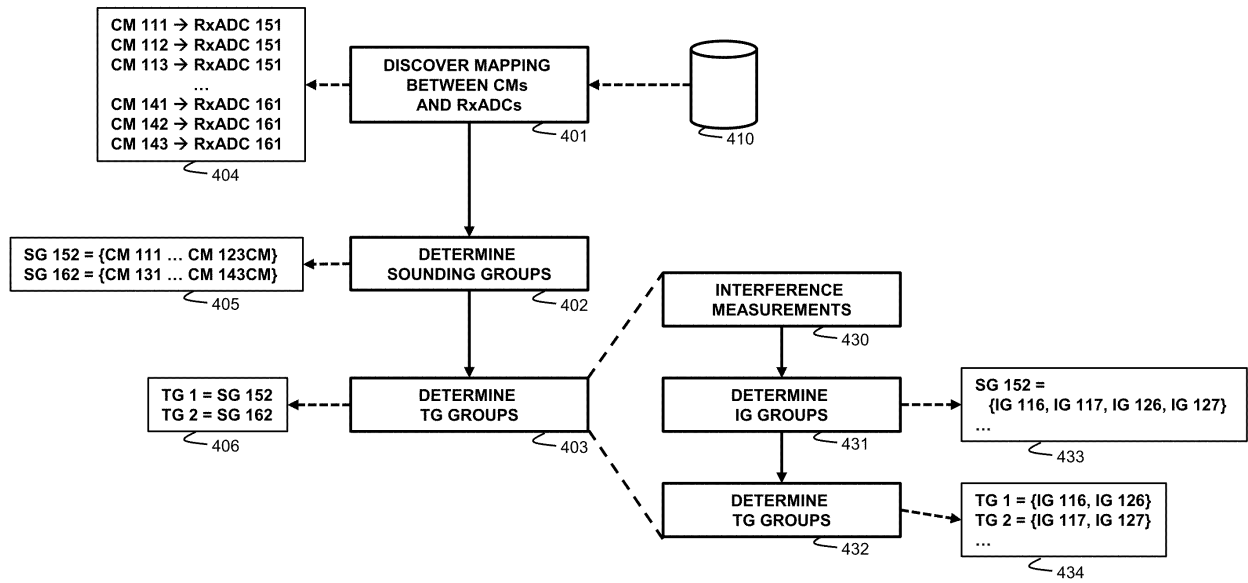 CM 111 → RxADC 151
CM 112 → RxADC 151
CM 113 → RxADC 151
...
CM 141 → RxADC 161
CM 142 → RxADC 161
CM 143 → RxADC 161
404
DISCOVER MAPPING
BETWEEN CMs
AND RxADCs
401
410
SG 152 = {CM 111 ... CM 123CM}
SG 162 = {CM 131 ... CM 143CM}
405
DETERMINE
SOUNDING GROUPS
402
INTERFERENCE
MEASUREMENTS
430
TG 1 = SG 152
TG 2 = SG 162
406
DETERMINE
TG GROUPS
403
DETERMINE
IG GROUPS
431
SG 152 =
{IG 116, IG 117, IG 126, IG 127}
...
433
DETERMINE
TG GROUPS
432
TG 1 = {IG 116, IG 126}
TG 2 = {IG 117, IG 127}
...
434